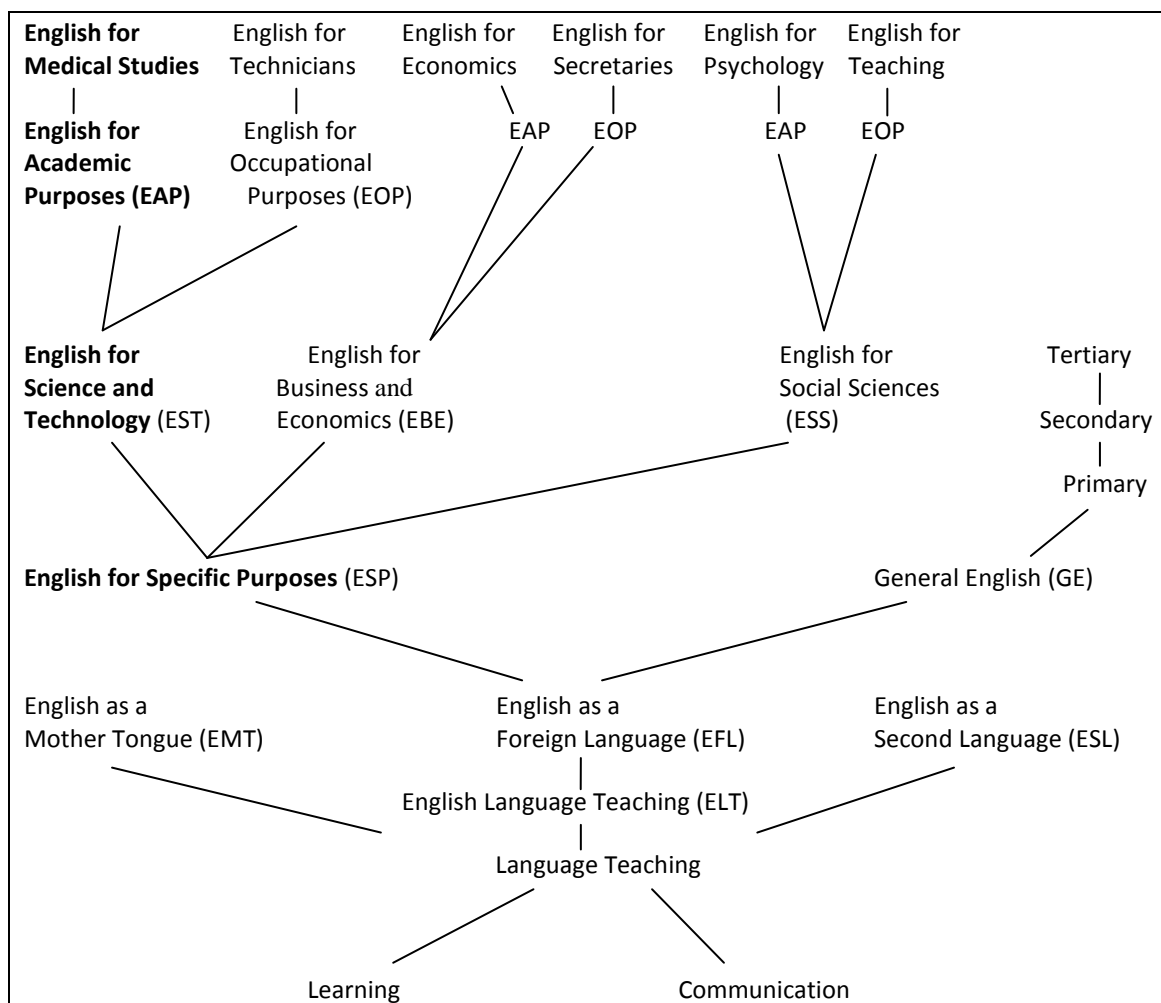 English for Medical Studies
English for Technicians
English for Economics
English for Secretaries
English for Psychology
English for Teaching
English for Academic Purposes (EAP)
English for Occupational Purposes (EOP)
EAP
EOP
EAP
EOP
English for Science and Technology (EST)
English for Business and Economics (EBE)
English for Social Sciences (ESS)
Tertiary
Secondary
Primary
English for Specific Purposes (ESP)
General English (GE)
English as a Mother Tongue (EMT)
English as a Foreign Language (EFL)
English as a Second Language (ESL)
English Language Teaching (ELT)
Language Teaching
Learning
Communication